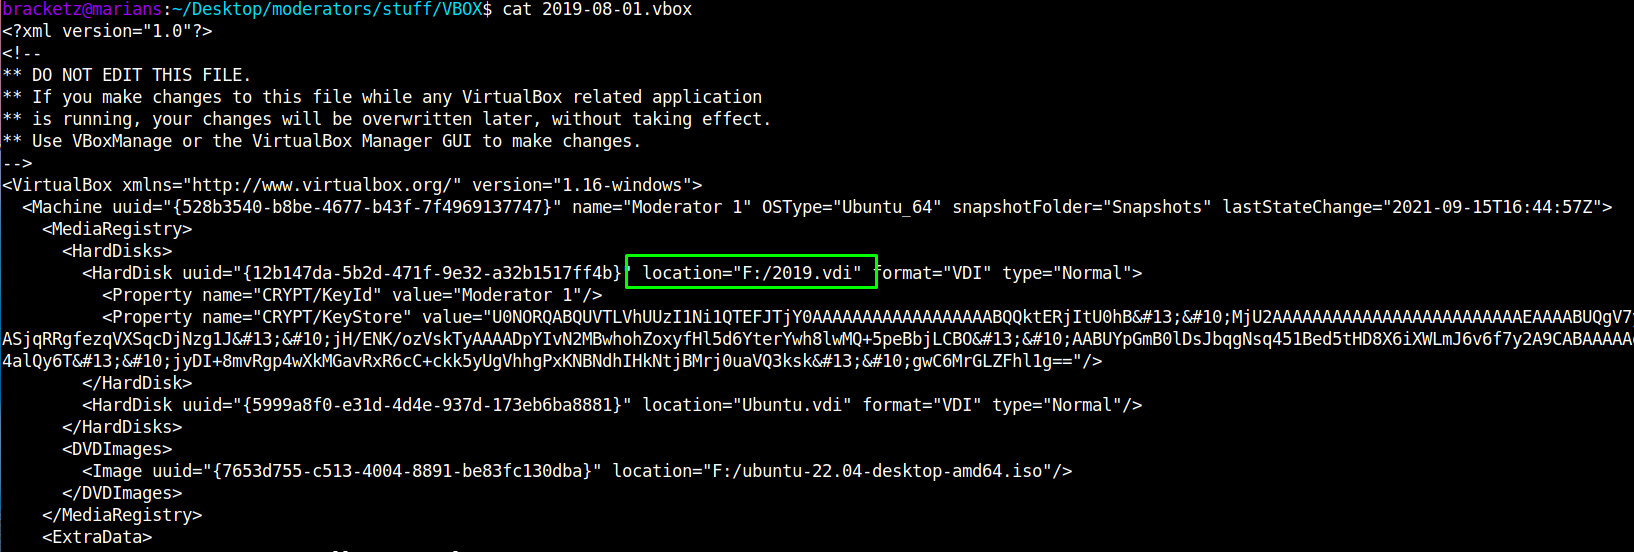 bracketz@marians:~/Desktop/moderators/stuff/VBOX$ cat 2019-08-01.vbox
<?xml version="1.0"?>
<!--
** DO NOT EDIT THIS FILE.
** If you make changes to this file while any VirtualBox related application
** is running, your changes will be overwritten later, without taking effect.
** Use VBoxManage or the VirtualBox Manager GUI to make changes.
-->
<VirtualBox xmlns="http://www.virtualbox.org/" version="1.16-windows">
<Machine uuid="{528b3540-b8be-4677-b43f-7f4969137747}" name="Moderator 1" OSType="Ubuntu_64" snapshotFolder="Snapshots" lastStateChange="2021-09-15T16:44:57Z">
<MediaRegistry>
<HardDisks>
<HardDisk uuid="{12b147da-5b2d-471f-9e32-a32b1517ff4b}" location="F:/2019.vdi" format="VDI" type="Normal">
<Property name="CRYPT/KeyId" value="Moderator 1"/>
<Property name="CRYPT/KeyStore" value="U0NORQABQUVTLVhUUzI1Ni1QTEFJTjY0AAAAAAAAAAAAAAAAAABBQQktERjItU0hB&#13;&#10;MjU2AAAAAAAAAAAAAAAAAAAAAAAAAEAAAABUQgV7
ASjqRRgfezqVXSqcDjNzg1J&#13;&#10;jH/ENK/ozVskTyAAAADpYIvN2MBwhohZoxyfHl5d6YterYwh8lwMQ+5peBbjLCBO&#13;&#10;AABUYpGmB0lDsJbqgNsq451Bed5tHD8X6iXWLmJ6v6f7y2A9CABAAAAA
4alQy6T&#13;&#10;jyDI+8mvRgp4wXkMGavRxR6cC+ckk5yUgVhhgPxKNBNdhIHkNtjBMrj0uaVQ3ksk&#13;&#10;gwC6MrGLZFhl1g=="/>
</HardDisk>
<HardDisk uuid="{5999a8f0-e31d-4d4e-937d-173eb6ba8881}" location="Ubuntu.vdi" format="VDI" type="Normal"/>
</HardDisks>
<DVDImages>
<Image uuid="{7653d755-c513-4004-8891-be83fc130dba}" location="F:/ubuntu-22.04-desktop-amd64.iso"/>
</DVDImages>
</MediaRegistry>
<ExtraData>